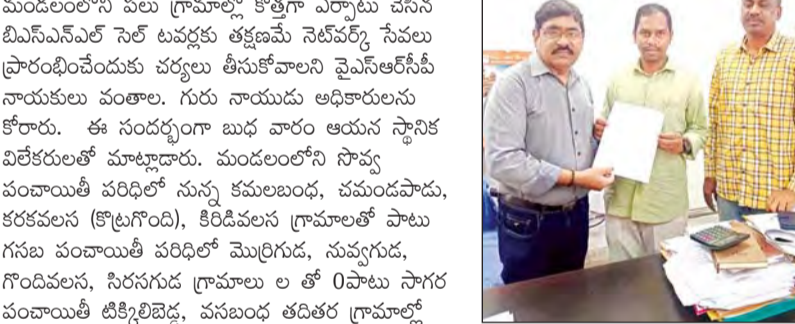 మండలంలోని పలు గ్రామాల్లో కొత్తగా ఏర్పాటు చేసిన
బిఎస్ఎన్ఎల్ సెల్ టవర్లకు తక్షణమే నెట్‌వర్క్ సేవలు
ప్రారంభించేందుకు చర్యలు తీసుకోవాలని వైఎస్ఆర్‌సీపీ
నాయకులు వంతాల. గురు నాయుడు అధికారులను
కోరారు. ఈ సందర్భంగా బుధ వారం ఆయన స్థానిక
విలేకరులతో మాట్లాడారు. మండలంలోని సొవ్వ
పంచాయితీ పరిధిలో నున్న కమలబంధ, చమండపాడు,
కరకవలస (కొట్రగొంది), కిరిడివలస గ్రామాలతో పాటు
గసబ పంచాయితీ పరిధిలో మొర్రిగుడ, నువ్వగుడ,
గొందివలస, సిరసగుడ గ్రామాలు ల తో 0పాటు సాగర
పంచాయితీ టిక్కిలిబెడ్డ, వసబంధ తదితర గ్రామాల్లో